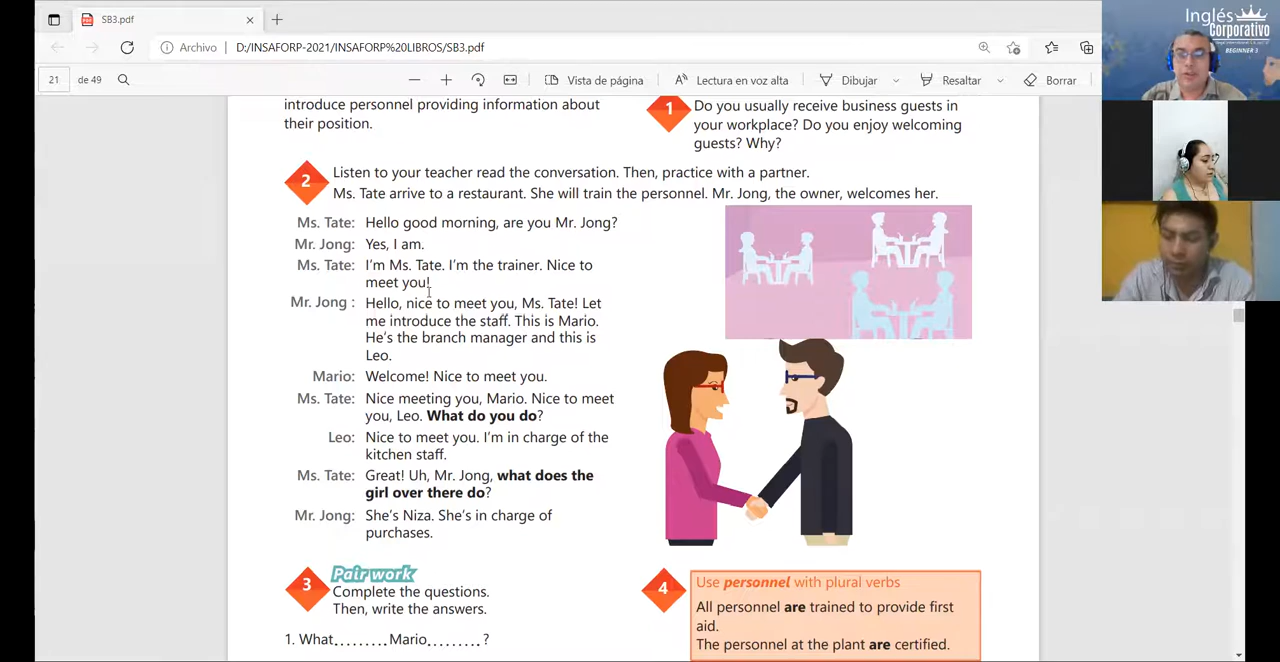 SB3.pdf
Archivo
D:/INSAFORP-2021/INSAFORP%20LIBROS/SB3.pdf
21
de 49
Vista de página
Lectura en voz alta
Dibujar
Resaltar
Borrar
Inglés
Corporativo
BEGINNER 3
introduce personnel providing information about
their position.
1
Do you usually receive business guests in
your workplace? Do you enjoy welcoming
guests? Why?
2
Listen to your teacher read the conversation. Then, practice with a partner.
Ms. Tate arrive to a restaurant. She will train the personnel. Mr. Jong, the owner, welcomes her.
Ms. Tate: Hello good morning, are you Mr. Jong?
Mr. Jong: Yes, I am.
Ms. Tate: I'm Ms. Tate. I'm the trainer. Nice to
meet you!
Mr. Jong : Hello, nice to meet you, Ms. Tate! Let
me introduce the staff. This is Mario.
He's the branch manager and this is
Leo.
Mario: Welcome! Nice to meet you.
Ms. Tate: Nice meeting you, Mario. Nice to meet
you, Leo. What do you do?
Leo: Nice to meet you. I'm in charge of the
kitchen staff.
Ms. Tate: Great! Uh, Mr. Jong, what does the
girl over there do?
Mr. Jong: She's Niza. She's in charge of
purchases.
3
Pair work
Complete the questions.
Then, write the answers.
1. What........Mario.........?
4
Use personnel with plural verbs
All personnel are trained to provide first
aid.
The personnel at the plant are certified.